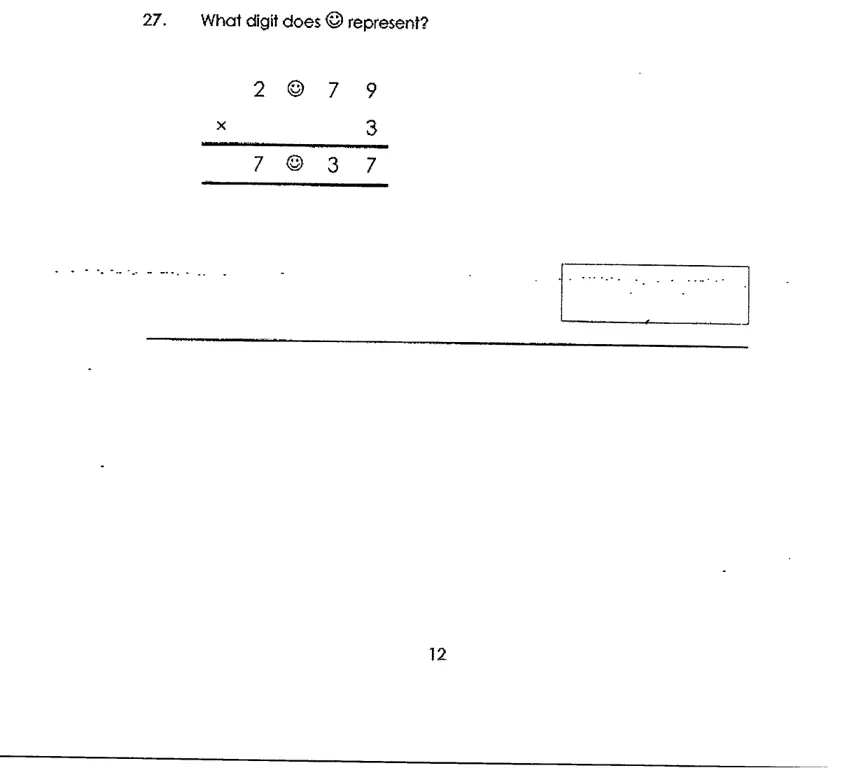 27. What digit does ☺ represent?
2 ☺ 7 9
× 3
7 ☺ 3 7
12